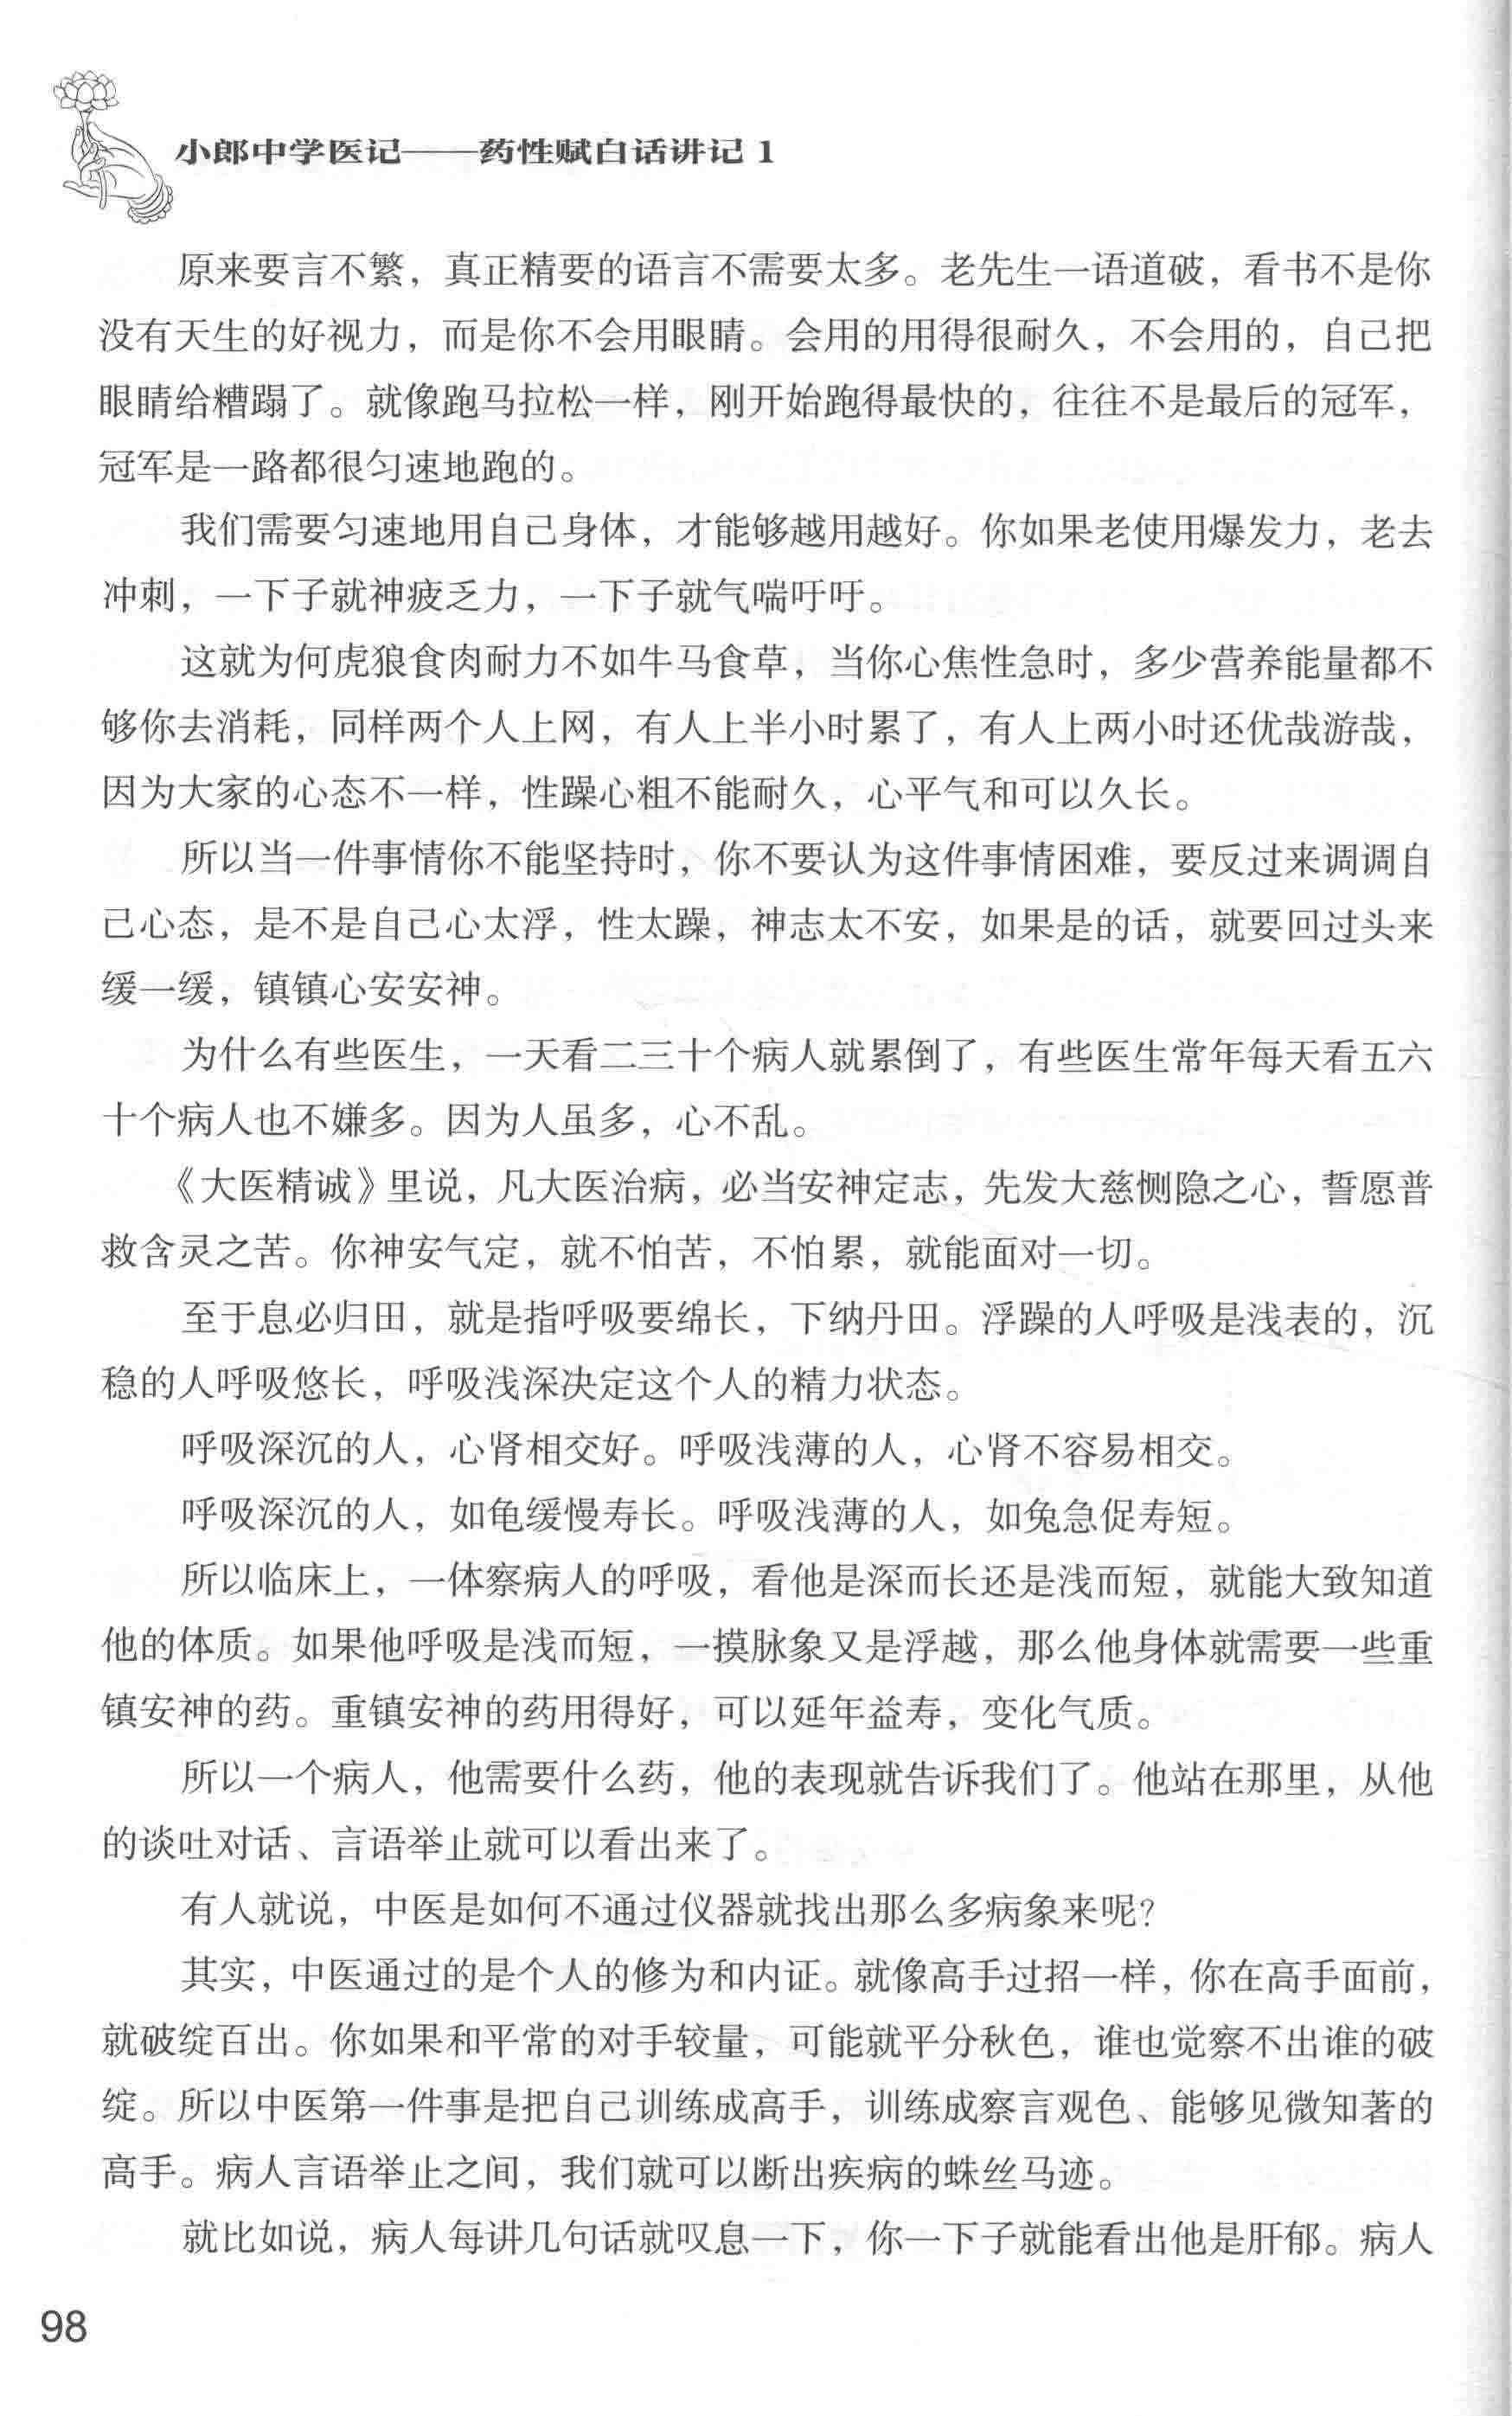 小郎中学医记——药性赋白话讲记 1
原来要言不繁，真正精要的语言不需要太多。老先生一语道破，看书不是你
没有天生的好视力，而是你不会用眼睛。会用的用得很耐久，不会用的，自己把
眼睛给糟蹋了。就像跑马拉松一样，刚开始跑得最快的，往往不是最后的冠军，
冠军是一路都很匀速地跑的。
我们需要匀速地用自己身体，才能够越用越好。你如果老使用爆发力，老去
冲刺，一下子就神疲乏力，一下子就气喘吁吁。
这就为何虎狼食肉耐力不如牛马食草，当你心焦性急时，多少营养能量都不
够你去消耗，同样两个人上网，有人上半小时累了，有人上两小时还优哉游哉，
因为大家的心态不一样，性躁心粗不能耐久，心平气和可以久长。
所以当一件事情你不能坚持时，你不要认为这件事情困难，要反过来调调自
己心态，是不是自己心太浮，性太躁，神志太不安，如果是的话，就要回过头来
缓一缓，镇镇心安安神。
为什么有些医生，一天看二三十个病人就累倒了，有些医生常年每天看五六
十个病人也不嫌多。因为人虽多，心不乱。
《大医精诚》里说，凡大医治病，必当安神定志，先发大慈恻隐之心，誓愿普
救含灵之苦。你神安气定，就不怕苦，不怕累，就能面对一切。
至于息必归田，就是指呼吸要绵长，下纳丹田。浮躁的人呼吸是浅表的，沉
稳的人呼吸悠长，呼吸浅深决定这个人的精力状态。
呼吸深沉的人，心肾相交好。呼吸浅薄的人，心肾不容易相交。
呼吸深沉的人，如龟缓慢寿长。呼吸浅薄的人，如兔急促寿短。
所以临床上，一体察病人的呼吸，看他是深而长还是浅而短，就能大致知道
他的体质。如果他呼吸是浅而短，一摸脉象又是浮越，那么他身体就需要一些重
镇安神的药。重镇安神的药用得好，可以延年益寿，变化气质。
所以一个病人，他需要什么药，他的表现就告诉我们了。他站在那里，从他
的谈吐对话、言语举止就可以看出来了。
有人就说，中医是如何不通过仪器就找出那么多病象来呢？
其实，中医通过的是个人的修为和内证。就像高手过招一样，你在高手面前，
就破绽百出。你如果和平常的对手较量，可能就平分秋色，谁也觉察不出谁的破
绽。所以中医第一件事是把自己训练成高手，训练成察言观色、能够见微知著的
高手。病人言语举止之间，我们就可以断出疾病的蛛丝马迹。
就比如说，病人每讲几句话就叹息一下，你一下子就能看出他是肝郁。病人
98